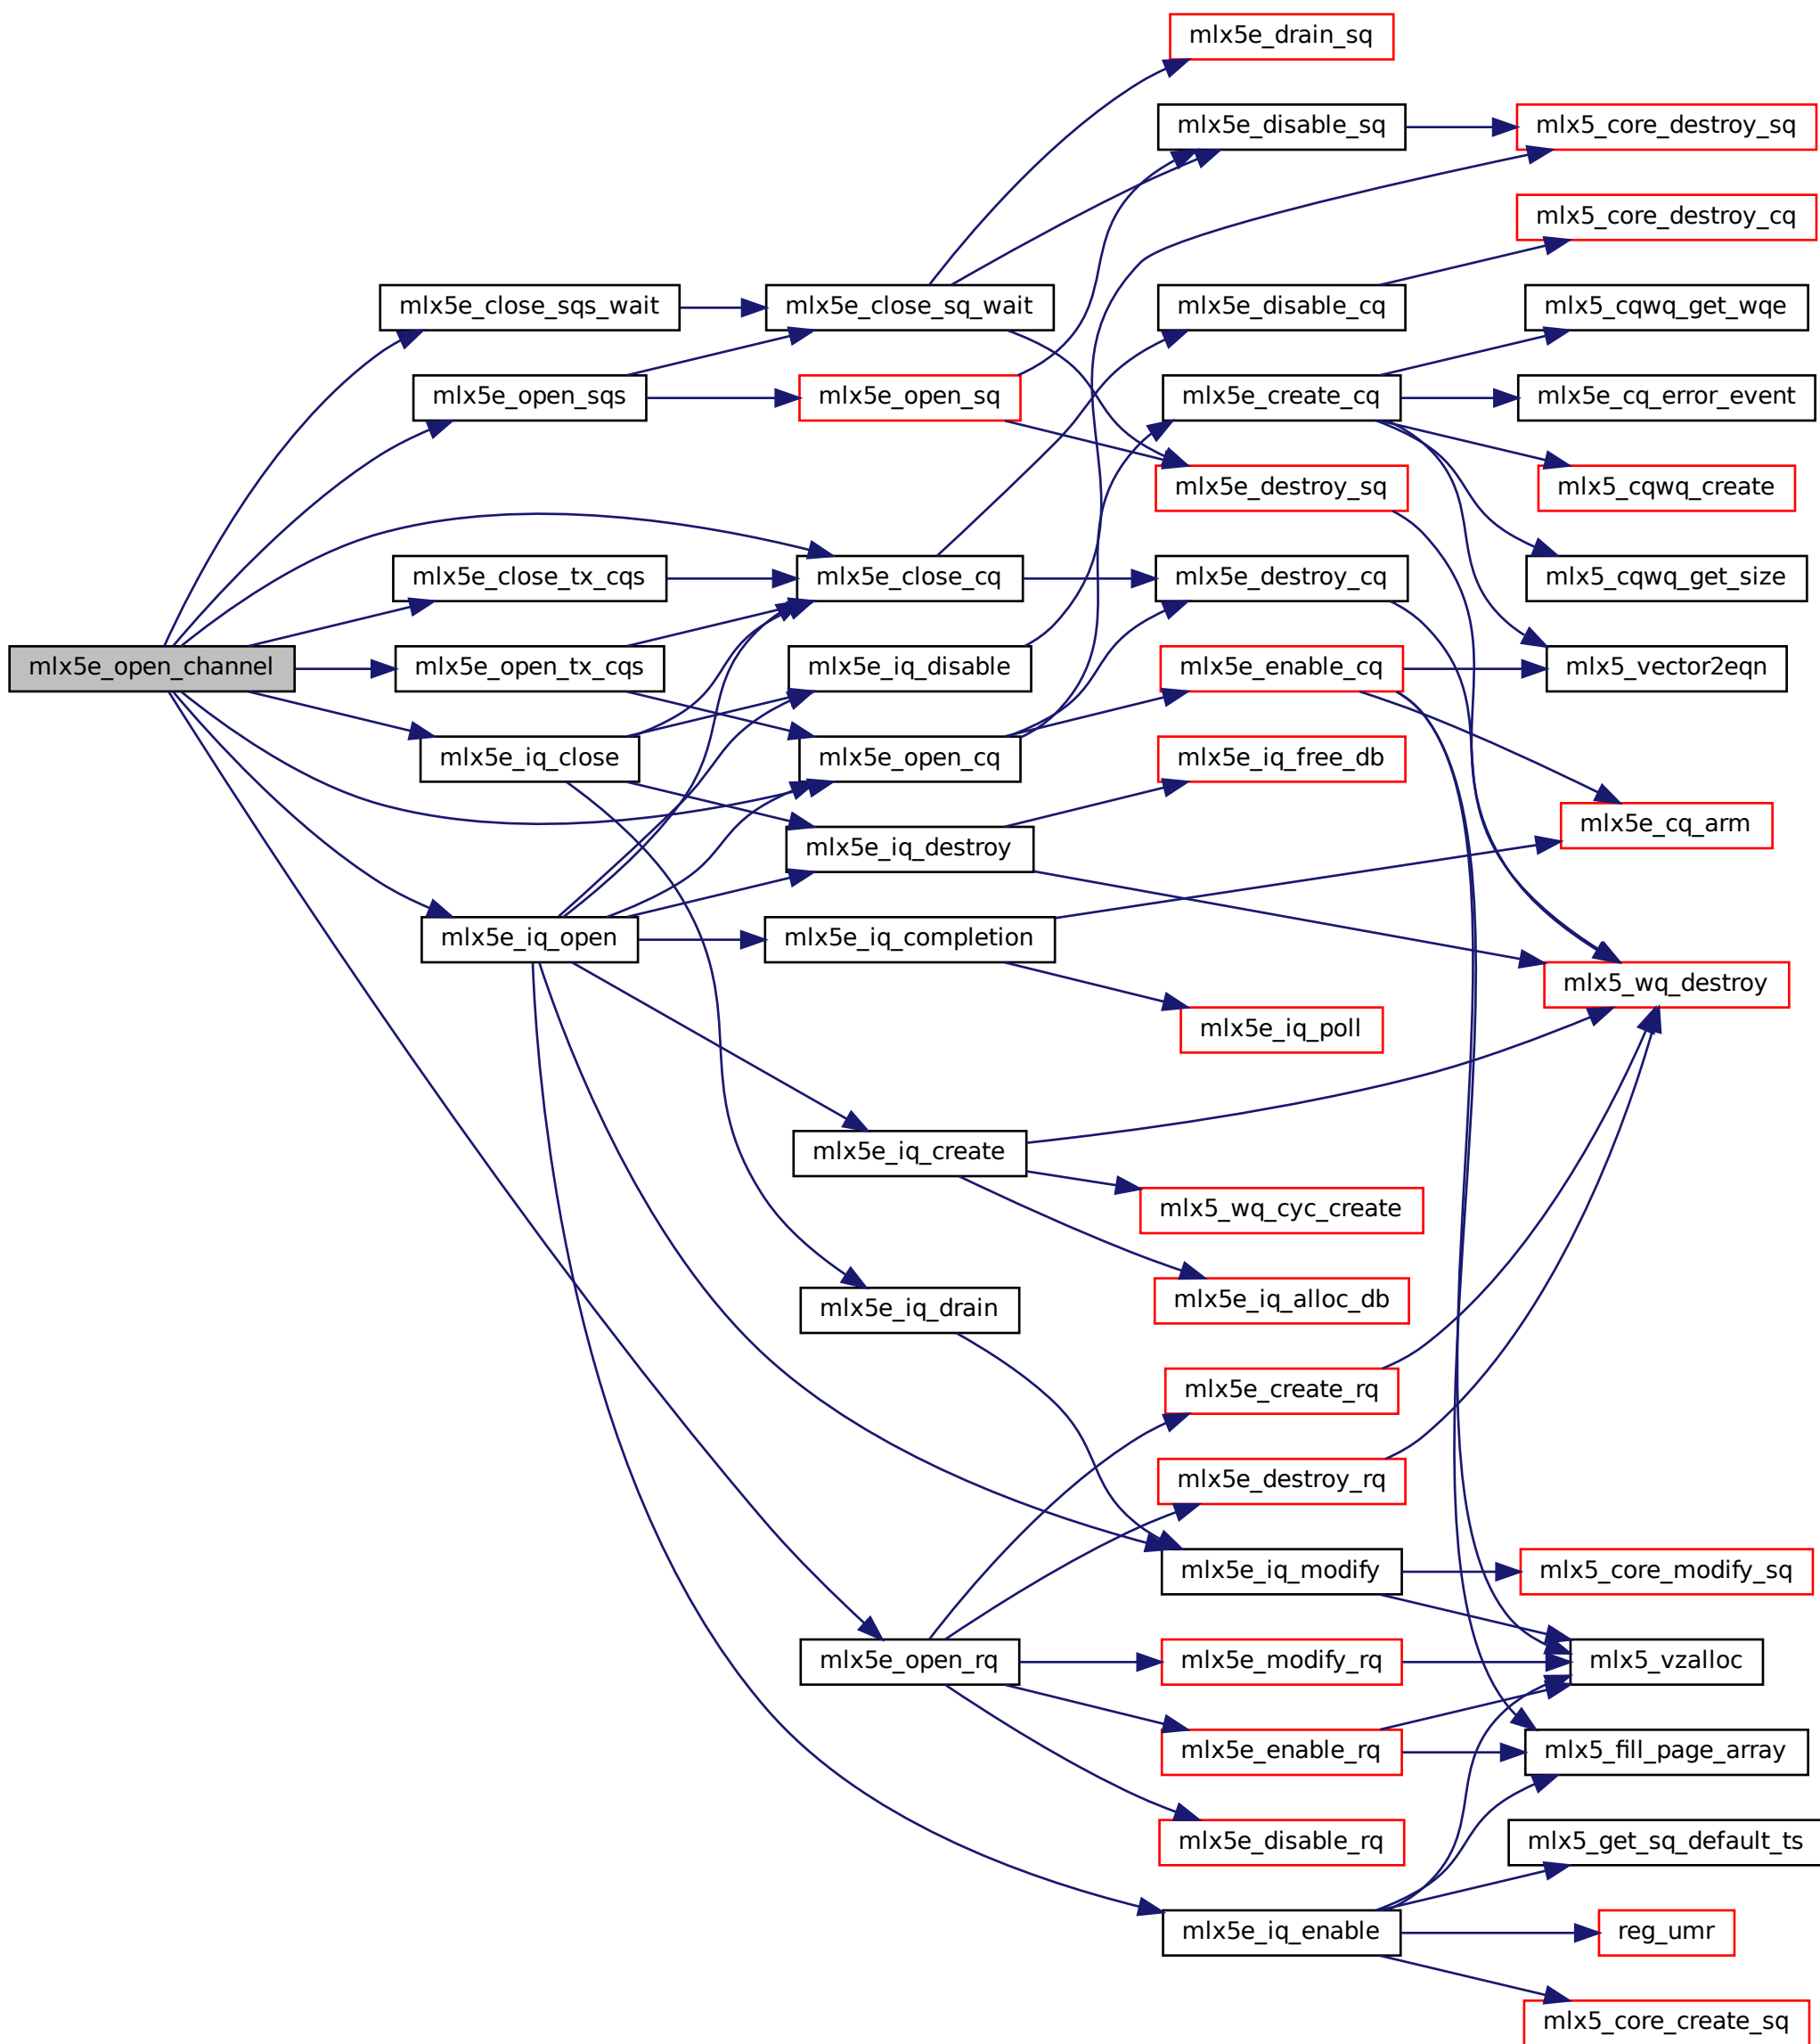 mlx5e_drain_sq
mlx5e_disable_sq
mlx5_core_destroy_sq
mlx5_core_destroy_cq
mlx5e_close_sqs_wait
mlx5e_close_sq_wait
mlx5e_disable_cq
mlx5_cqwq_get_wqe
mlx5e_open_sqs
mlx5e_open_sq
mlx5e_create_cq
mlx5e_cq_error_event
mlx5e_destroy_sq
mlx5_cqwq_create
mlx5e_close_tx_cqs
mlx5e_close_cq
mlx5e_destroy_cq
mlx5_cqwq_get_size
mlx5e_open_channel
mlx5e_open_tx_cqs
mlx5e_iq_disable
mlx5e_enable_cq
mlx5_vector2eqn
mlx5e_iq_close
mlx5e_open_cq
mlx5e_iq_free_db
mlx5e_cq_arm
mlx5e_iq_destroy
mlx5e_iq_open
mlx5e_iq_completion
mlx5_wq_destroy
mlx5e_iq_poll
mlx5e_iq_create
mlx5_wq_cyc_create
mlx5e_iq_alloc_db
mlx5e_iq_drain
mlx5e_create_rq
mlx5e_destroy_rq
mlx5e_iq_modify
mlx5_core_modify_sq
mlx5e_open_rq
mlx5e_modify_rq
mlx5_vzalloc
mlx5e_enable_rq
mlx5_fill_page_array
mlx5e_disable_rq
mlx5_get_sq_default_ts
mlx5e_iq_enable
reg_umr
mlx5_core_create_sq